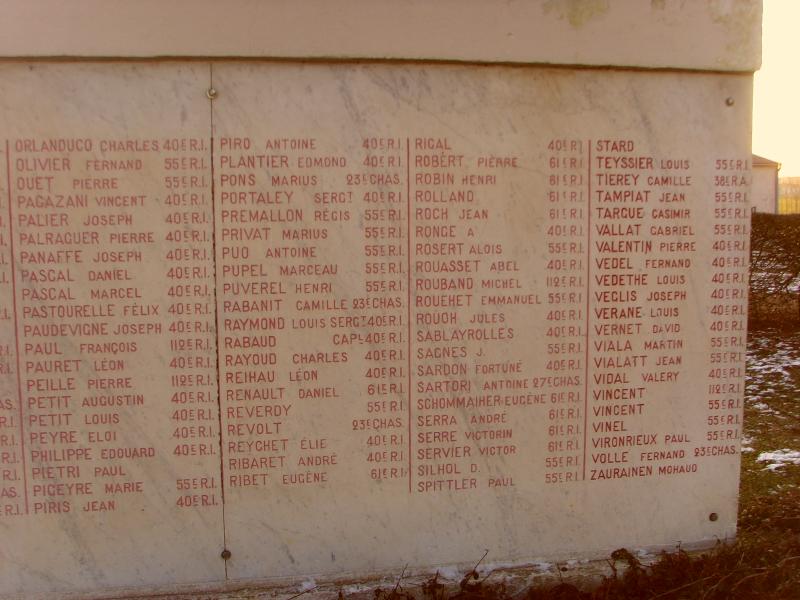 ORLANDUCO CHARLES 40E R.I.
OLIVIER FERNAND 55E R.I.
OUET PIERRE 55E R.I.
PAGAZANI VINCENT 40E R.I.
PALIER JOSEPH 40E R.I.
PALRAGUER PIERRE 40E R.I.
PANAFFE JOSEPH 40E R.I.
PASCAL DANIEL 40E R.I.
PASCAL MARCEL 40E R.I.
PASTOURELLE FÉLIX 40E R.I.
PAUDEVIGNE JOSEPH 40E R.I.
PAUL FRANÇOIS 112E R.I.
PAURET LÉON 40E R.I.
PEILLE PIERRE 112E R.I.
PETIT AUGUSTIN 40E R.I.
PETIT LOUIS 40E R.I.
PEYRE ELOI 40E R.I.
PHILIPPE EDOUARD 40E R.I.
PIETRI PAUL
PIGEYRE MARIE 55E R.I.
PIRIS JEAN 40E R.I.
PIRO ANTOINE 40E R.I.
PLANTIER EDMOND 40E R.I.
PONS MARIUS 23E CHAS.
PORTALEY SERGT 40E R.I.
PREMALLON RÉGIS 55E R.I.
PRIVAT MARIUS 55E R.I.
PUO ANTOINE 55E R.I.
PUPEL MARCEAU 55E R.I.
PUVEREL HENRI 55E R.I.
RABANIT CAMILLE 23E CHAS.
RAYMOND LOUIS SERGT 40E R.I.
RABAUD CAPL 40E R.I.
RAYOUD CHARLES 40E R.I.
REIHAU LÉON 40E R.I.
RENAULT DANIEL 61E R.I.
REVERDY 55E R.I.
REVOLT 23E CHAS.
REYCHET ÉLIE 40E R.I.
RIBARET ANDRÉ 40E R.I.
RIBET EUGÈNE 61E R.I.
RIGAL 40E R.I
ROBERT PIERRE 61E R.I
ROBIN HENRI 61E R.I
ROLLAND 61E R.I
ROCH JEAN 61E R.I
RONGE A 40E R.I
ROSERT ALOIS 55E R.I
ROUASSET ABEL 40E R.I.
ROUBAND MICHEL 112E R.I
ROUEHET EMMANUEL 55E R.I
ROUOH JULES 40E R.I.
SABLAYROLLES 40E R.I.
SAGNES J. 55E R.I.
SARDON FORTUNÉ 40E R.I.
SARTORI ANTOINE 27E CHAS.
SCHOMMAIHER EUGÈNE 61E R.I.
SERRA ANDRÉ 61E R.I.
SERRE VICTORIN 61E R.I.
SERVIER VICTOR 61E R.I.
SILHOL D. 55E R.I.
SPITTLER PAUL 55E R.I.
STARD
TEYSSIER LOUIS 55E R.I.
TIEREY CAMILLE 38E R.A.
TAMPIAT JEAN 55E R.I.
TARGUE CASIMIR 55E R.I.
VALLAT GABRIEL 55E R.I.
VALENTIN PIERRE 40E R.I.
VEDEL FERNAND 40E R.I.
VEDETHE LOUIS 40E R.I.
VEGLIS JOSEPH 40E R.I.
VERANE LOUIS 40E R.I.
VERNET DAVID 40E R.I.
VIALA MARTIN 55E R.I.
VIALATT JEAN 55E R.I.
VIDAL VALERY 40E R.I.
VINCENT 112E R.I.
VINCENT 55E R.I.
VINEL 55E R.I.
VIRONRIEUX PAUL 55E R.I.
VOLLE FERNAND 23E CHAS.
ZAURAINEN MOHAUD